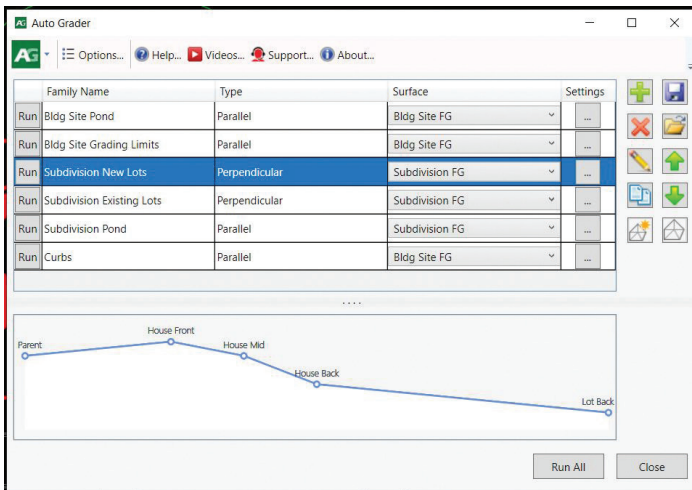 AG Auto Grader
AG Options... Help... Videos... Support... About...
Family Name Type Surface Settings
Run Bldg Site Pond Parallel Bldg Site FG ...
Run Bldg Site Grading Limits Parallel Bldg Site FG ...
Run Subdivision New Lots Perpendicular Subdivision FG ...
Run Subdivision Existing Lots Perpendicular Subdivision FG ...
Run Subdivision Pond Parallel Subdivision FG ...
Run Curbs Parallel Bldg Site FG ...
House Front
Parent House Mid
House Back
Lot Back
Run All Close